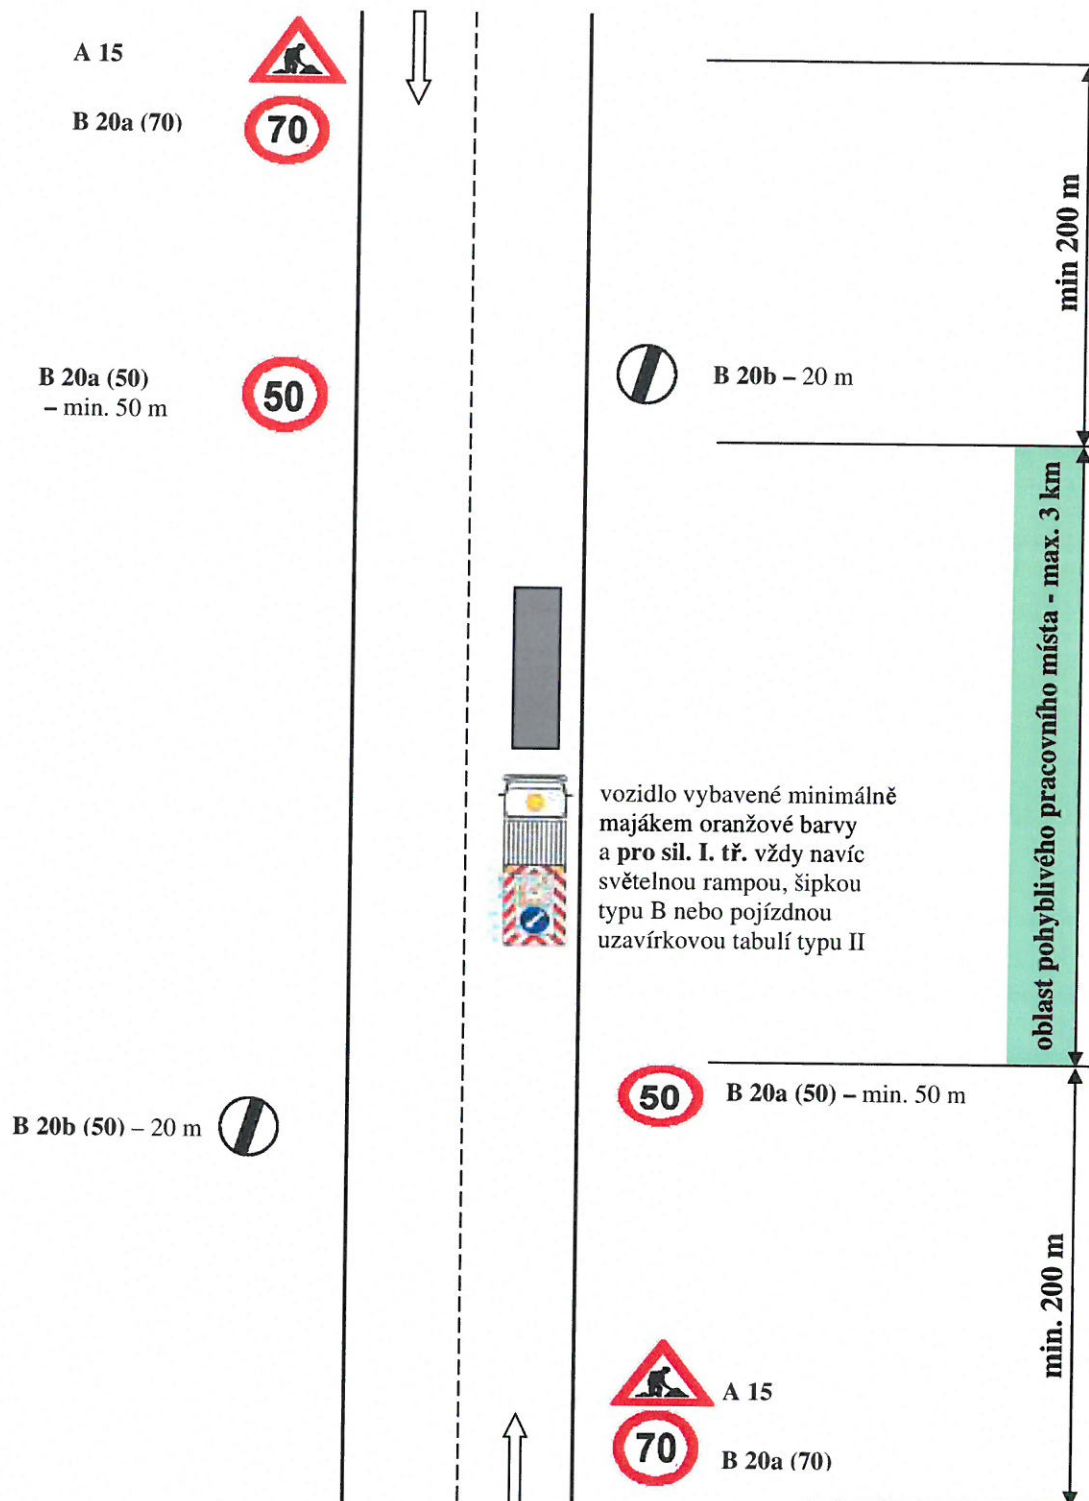 A 15
B 20a (70)
70
min 200 m
B 20a (50)
– min. 50 m
50
B 20b – 20 m
oblast pohyblivého pracovního místa - max. 3 km
vozidlo vybavené minimálně
majákem oranžové barvy
a pro sil. I. tř. vždy navíc
světelnou rampou, šipkou
typu B nebo pojízdnou
uzavírkovou tabulí typu II
50
B 20a (50) – min. 50 m
B 20b (50) – 20 m
min. 200 m
A 15
70
B 20a (70)